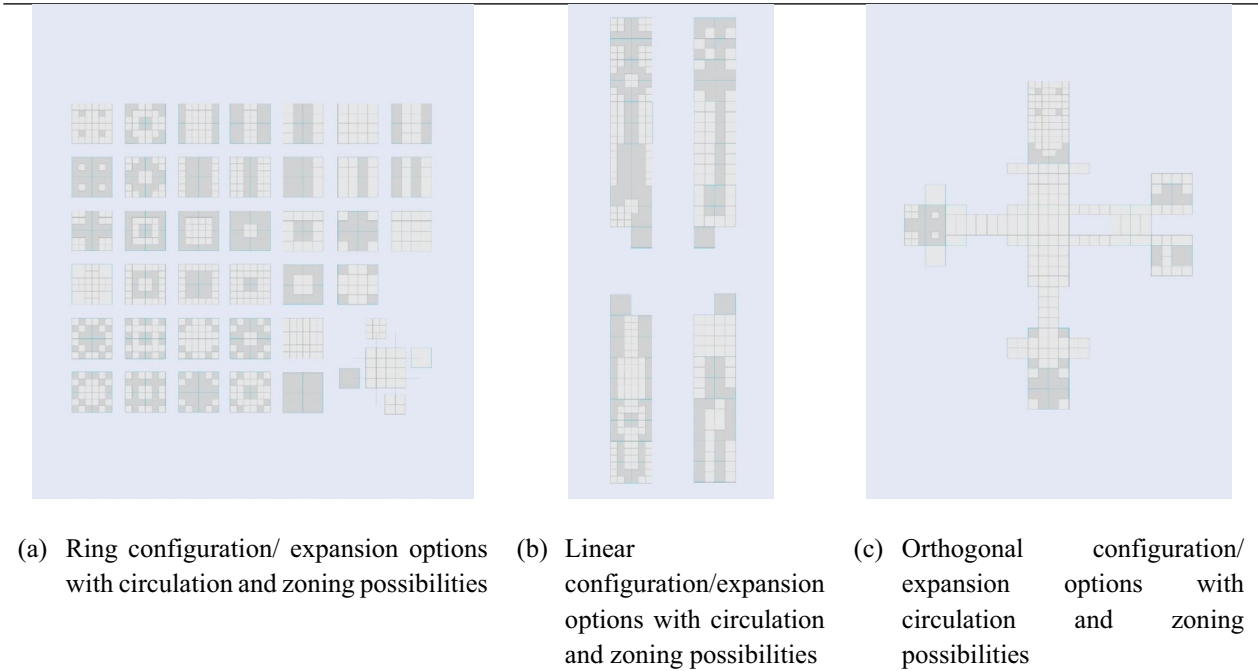 (a) Ring configuration/ expansion options
with circulation and zoning possibilities
(b) Linear
configuration/expansion
options with circulation
and zoning possibilities
(c) Orthogonal configuration/
expansion options with
circulation and zoning
possibilities